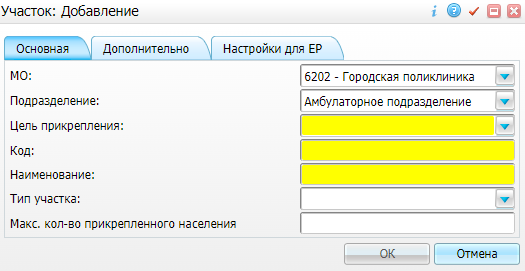 Участок: Добавление
Основная Дополнительно Настройки для ЕР
МО: 6202 - Городская поликлиника
Подразделение: Амбулаторное подразделение
Цель прикрепления:
Код:
Наименование:
Тип участка:
Макс. кол-во прикрепленного населения
ОК Отмена